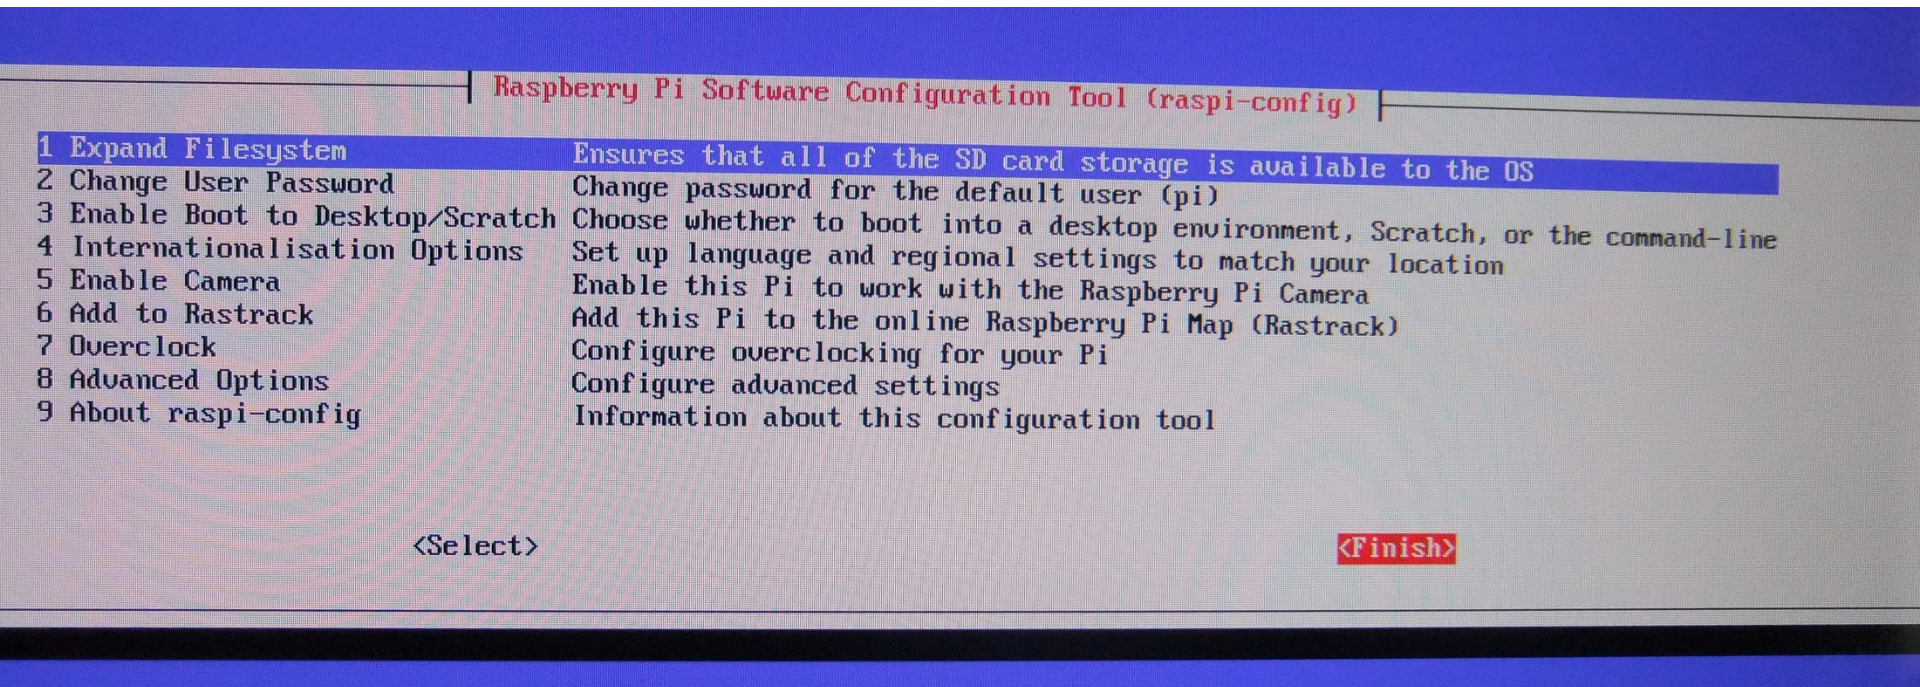 Raspberry Pi Software Configuration Tool (raspi-config)
1 Expand Filesystem Ensures that all of the SD card storage is available to the OS
2 Change User Password Change password for the default user (pi)
3 Enable Boot to Desktop/Scratch Choose whether to boot into a desktop environment, Scratch, or the command-line
4 Internationalisation Options Set up language and regional settings to match your location
5 Enable Camera Enable this Pi to work with the Raspberry Pi Camera
6 Add to Rastrack Add this Pi to the online Raspberry Pi Map (Rastrack)
7 Overclock Configure overclocking for your Pi
8 Advanced Options Configure advanced settings
9 About raspi-config Information about this configuration tool
<Select> <Finish>